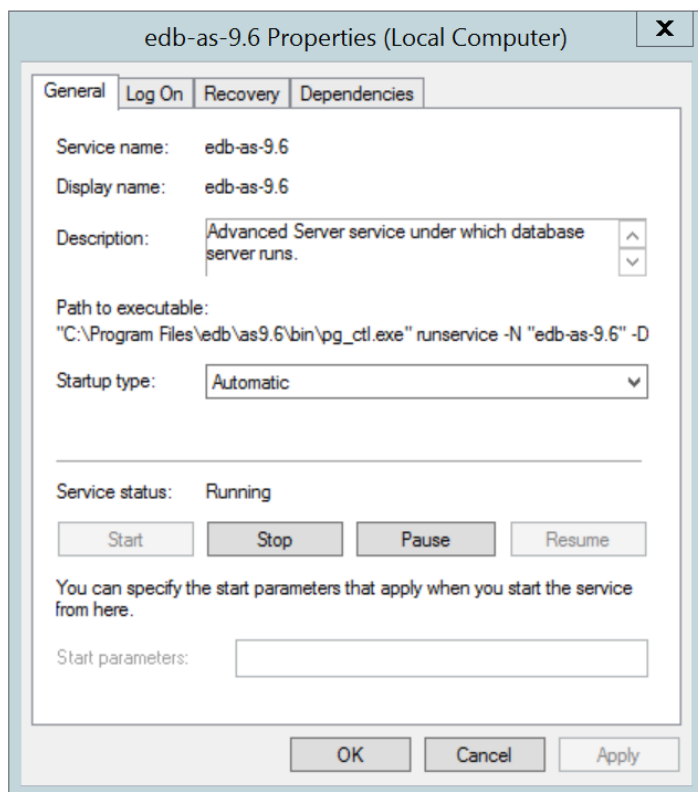 edb-as-9.6 Properties (Local Computer)
X
General Log On Recovery Dependencies
Service name: edb-as-9.6
Display name: edb-as-9.6
Description: Advanced Server service under which database
server runs.
Path to executable:
"C:\Program Files\edb\as9.6\bin\pg_ctl.exe" runservice -N "edb-as-9.6" -D
Startup type: Automatic
Service status: Running
Start Stop Pause Resume
You can specify the start parameters that apply when you start the service
from here.
Start parameters:
OK Cancel Apply